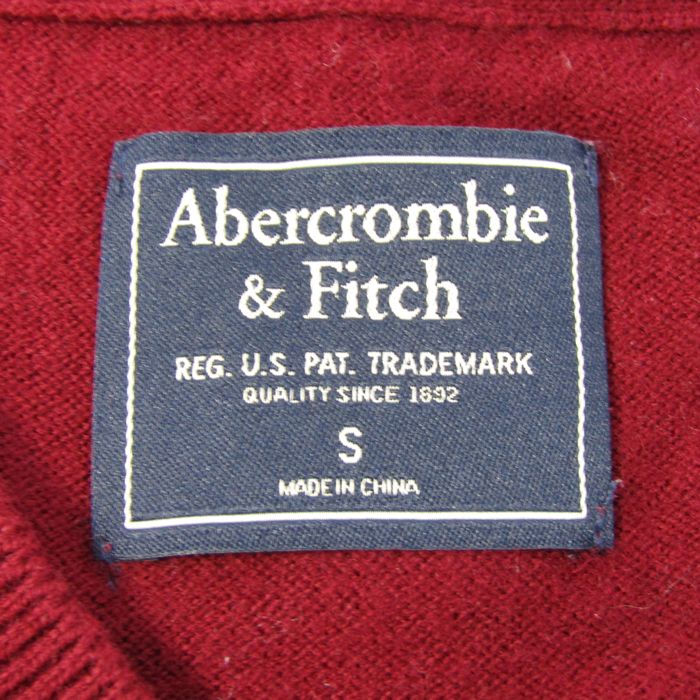 Abercrombie
& Fitch
REG. U.S. PAT. TRADEMARK
QUALITY SINCE 1892
S
MADE IN CHINA